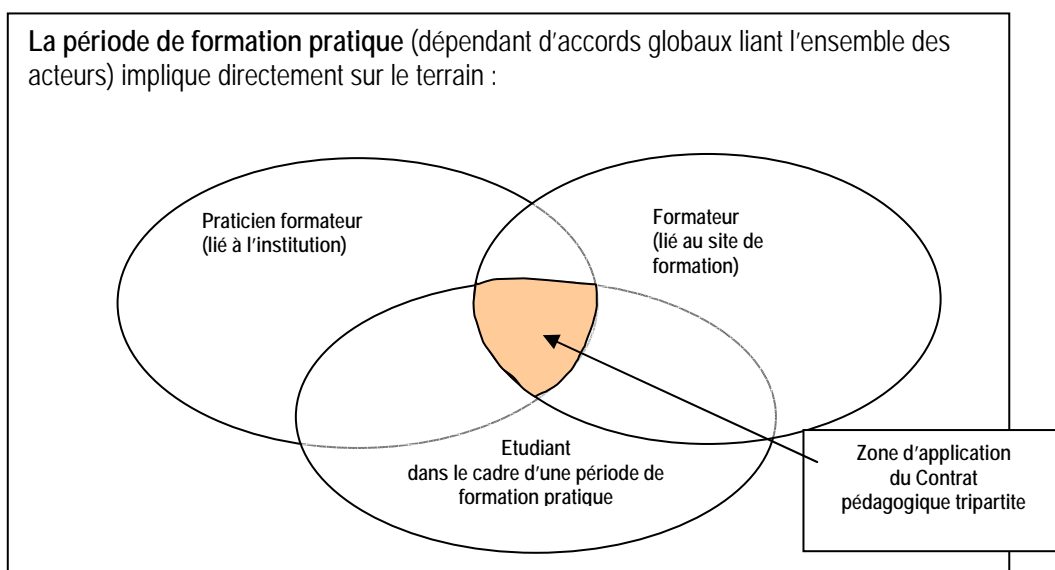 La période de formation pratique (dépendant d'accords globaux liant l'ensemble des
acteurs) implique directement sur le terrain :
Praticien formateur
(lié à l'institution)
Formateur
(lié au site de
formation)
Etudiant
dans le cadre d'une période de
formation pratique
Zone d'application
du Contrat
pédagogique tripartite